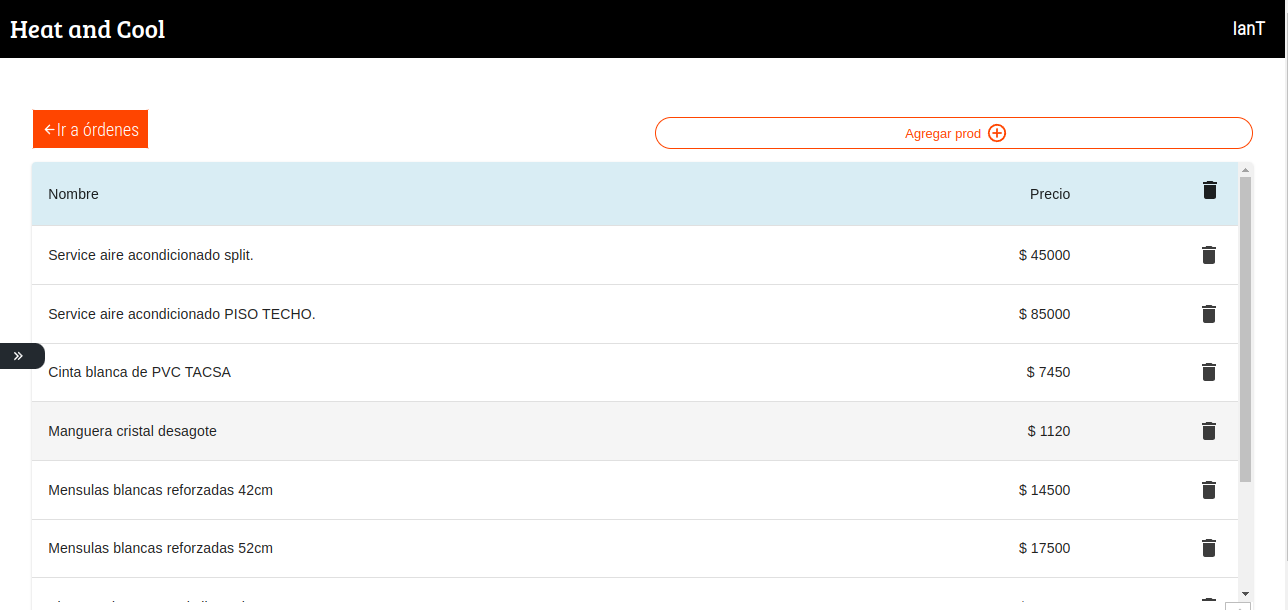 Heat and Cool
IanT
Ir a órdenes
Agregar prod
Nombre Precio
Service aire acondicionado split. $ 45000
Service aire acondicionado PISO TECHO. $ 85000
Cinta blanca de PVC TACSA $ 7450
Manguera cristal desagote $ 1120
Mensulas blancas reforzadas 42cm $ 14500
Mensulas blancas reforzadas 52cm $ 17500